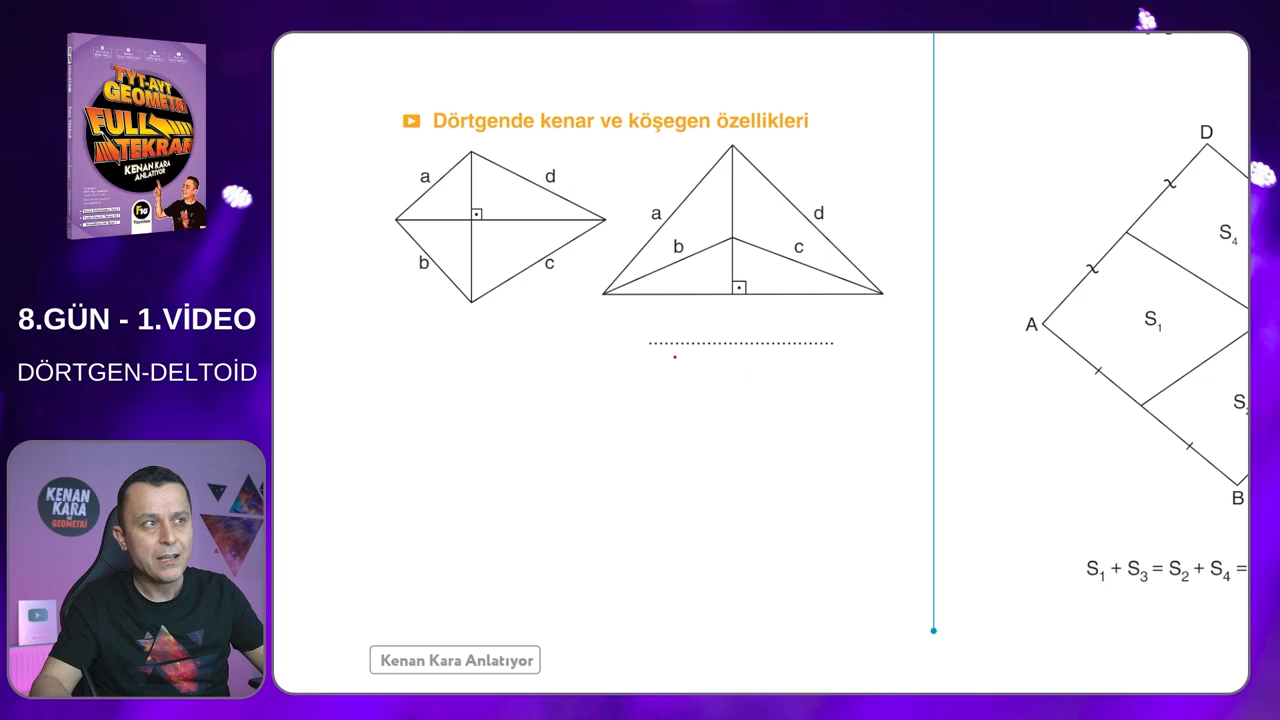 TYT-AYT
GEOMETRİ
FULL
TEKRAR
KENAN KARA
ANLATIYOR
8.GÜN - 1.VİDEO
DÖRTGEN-DELTOİD
KENAN
KARA
GEOMETRİ
Dörtgende kenar ve köşegen özellikleri
a
d
b
c
a
d
b
c
D
S4
S1
A
S2
B
S1 + S3 = S2 + S4 =
Kenan Kara Anlatıyor